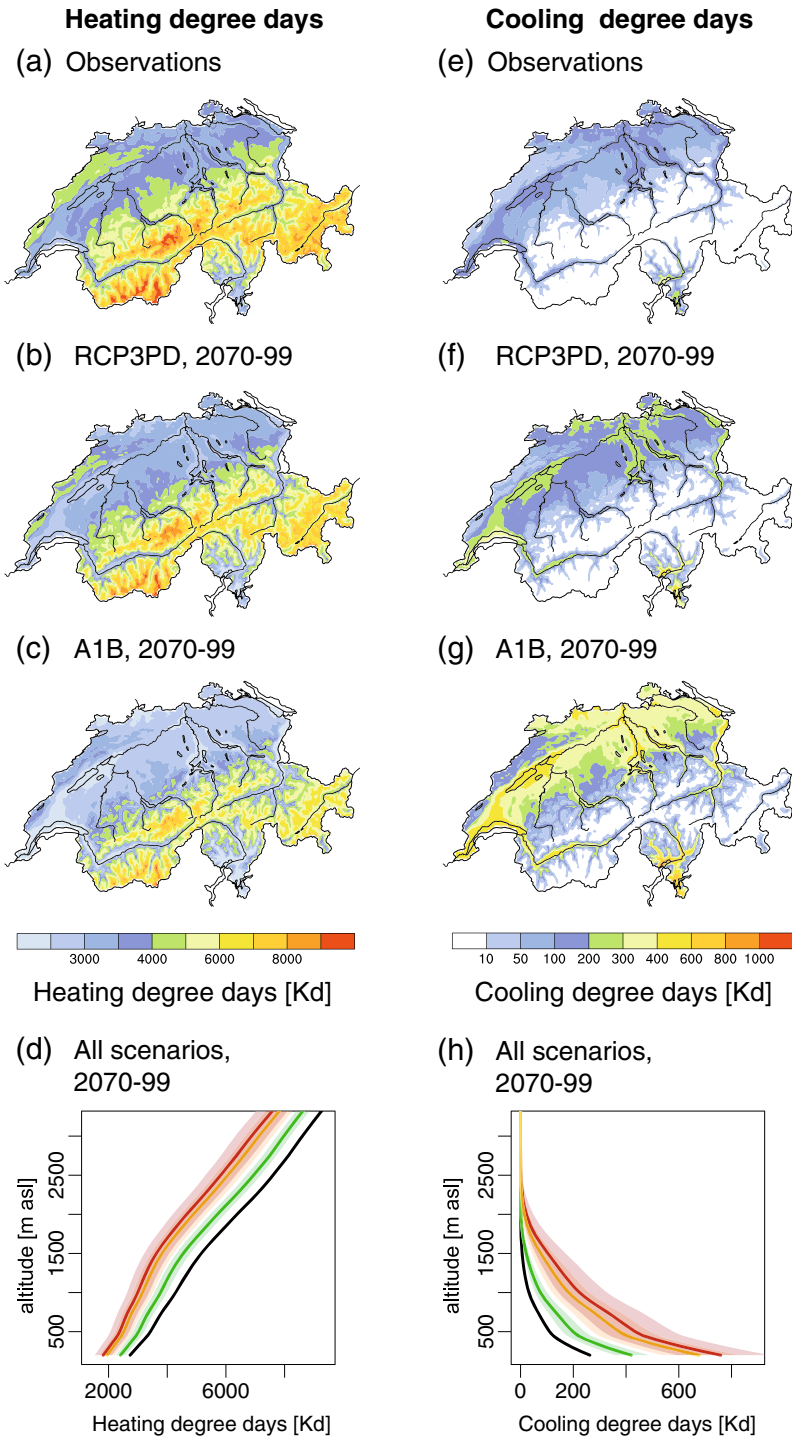 Heating degree days
(a) Observations
(b) RCP3PD, 2070-99
(c) A1B, 2070-99
3000 4000 6000 8000
Heating degree days [Kd]
(d) All scenarios,
2070-99
altitude [m asl]
2500
1500
500
2000 6000
Heating degree days [Kd]
Cooling degree days
(e) Observations
(f) RCP3PD, 2070-99
(g) A1B, 2070-99
10 50 100 200 300 400 600 800 1000
Cooling degree days [Kd]
(h) All scenarios,
2070-99
altitude [m asl]
2500
1500
500
0 200 600
Cooling degree days [Kd]